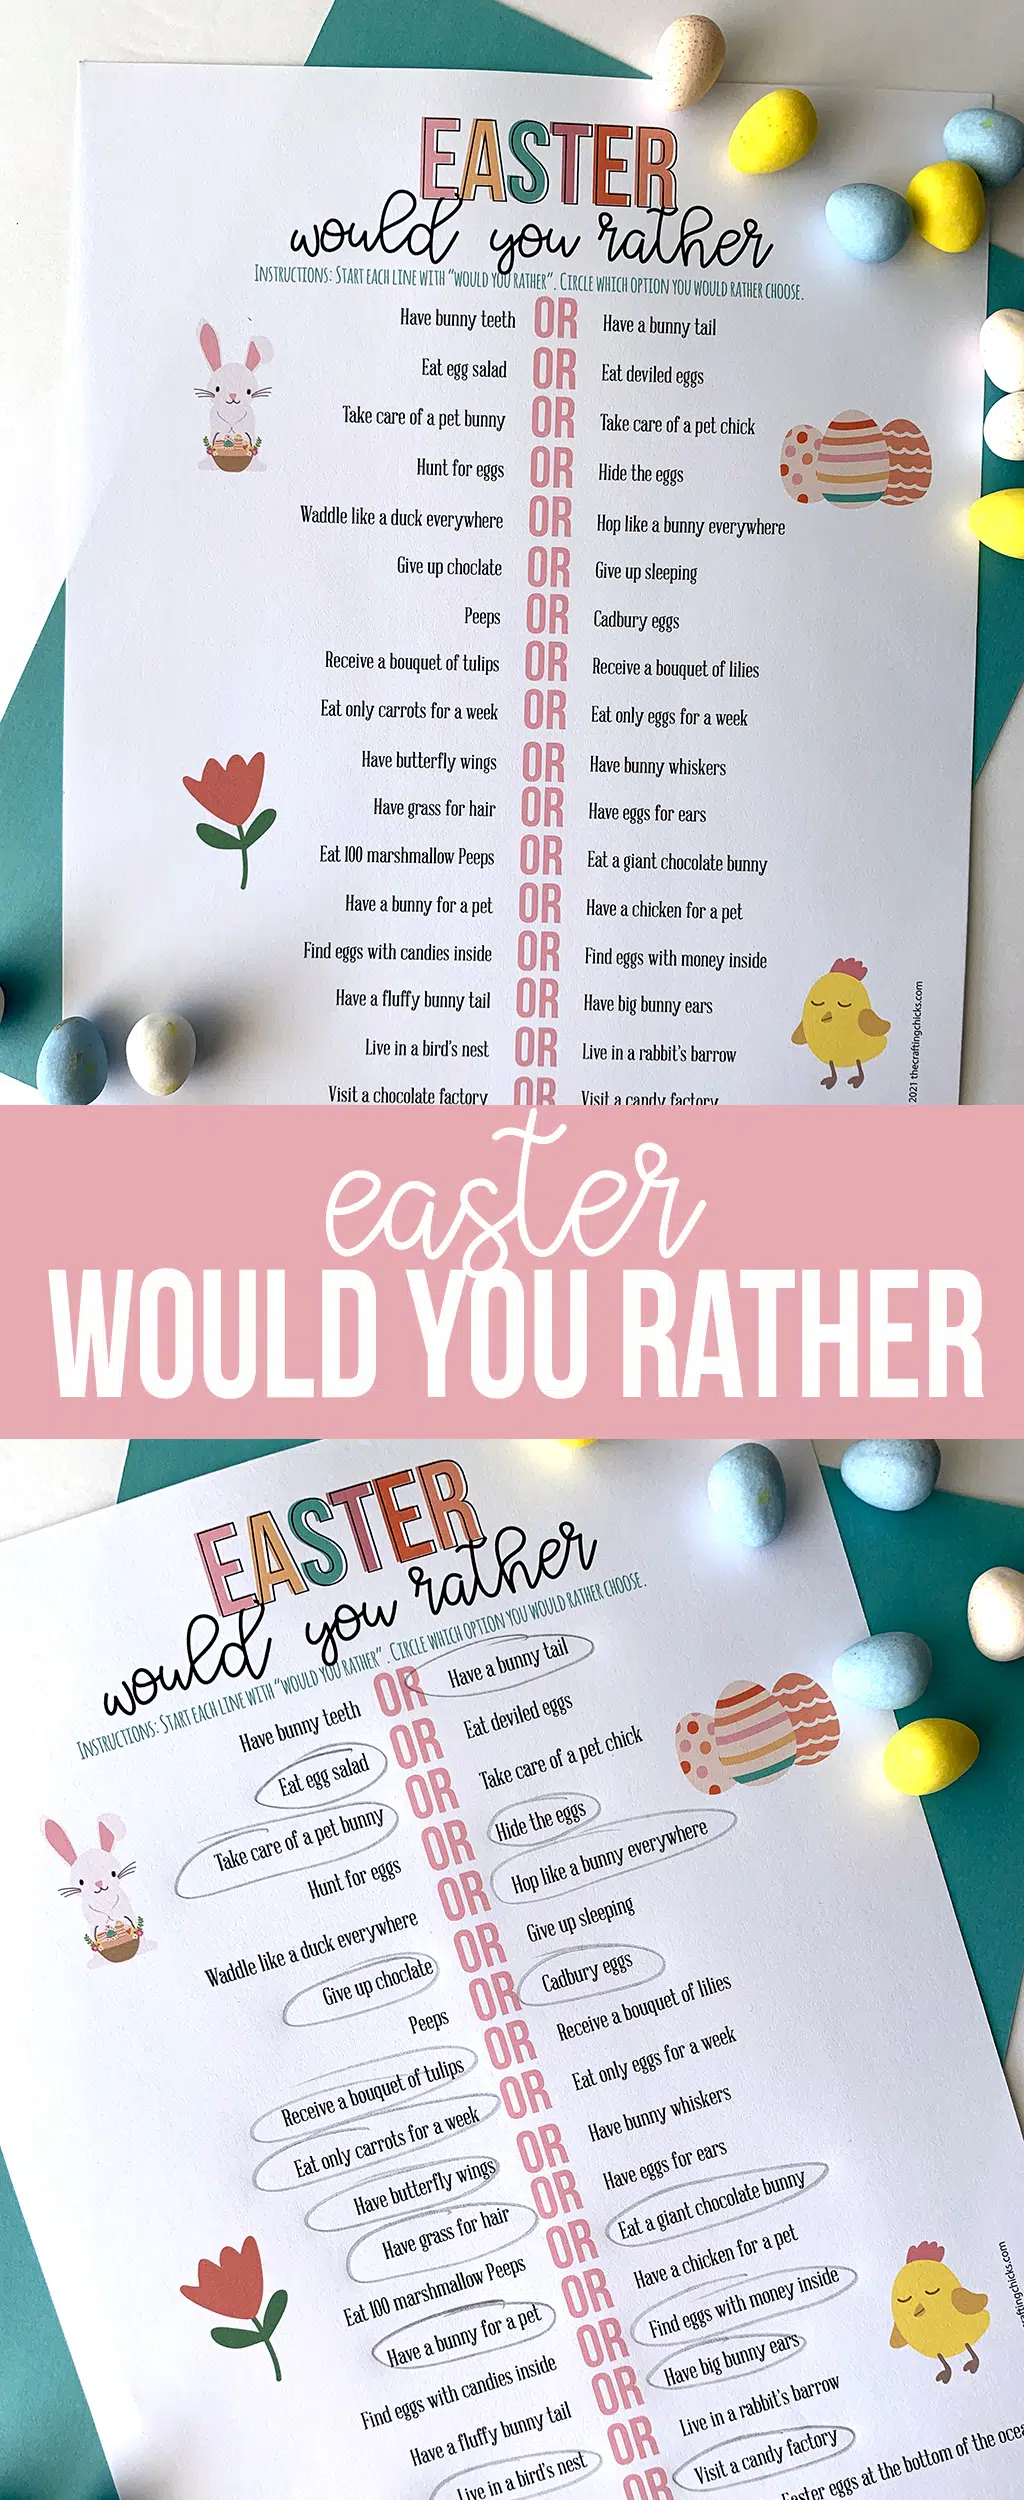 EASTER
would you rather
INSTRUCTIONS: START EACH LINE WITH "WOULD YOU RATHER". CIRCLE WHICH OPTION YOU WOULD RATHER CHOOSE.
Have bunny teeth OR Have a bunny tail
Eat egg salad OR Eat deviled eggs
Take care of a pet bunny OR Take care of a pet chick
Hunt for eggs OR Hide the eggs
Waddle like a duck everywhere OR Hop like a bunny everywhere
Give up choclate OR Give up sleeping
Peeps OR Cadbury eggs
Receive a bouquet of tulips OR Receive a bouquet of lilies
Eat only carrots for a week OR Eat only eggs for a week
Have butterfly wings OR Have bunny whiskers
Have grass for hair OR Have eggs for ears
Eat 100 marshmallow Peeps OR Eat a giant chocolate bunny
Have a bunny for a pet OR Have a chicken for a pet
Find eggs with candies inside OR Find eggs with money inside
Have a fluffy bunny tail OR Have big bunny ears
Live in a bird's nest OR Live in a rabbit's barrow
Visit a chocolate factory OR Visit a candy factory
2021 thecraftingchicks.com
easter
WOULD YOU RATHER
EASTER
would you rather
INSTRUCTIONS: START EACH LINE WITH "WOULD YOU RATHER". CIRCLE WHICH OPTION YOU WOULD RATHER CHOOSE.
Have bunny teeth OR Have a bunny tail
Eat egg salad OR Eat deviled eggs
Take care of a pet bunny OR Take care of a pet chick
Hunt for eggs OR Hide the eggs
Waddle like a duck everywhere OR Hop like a bunny everywhere
Give up choclate OR Give up sleeping
Peeps OR Cadbury eggs
Receive a bouquet of tulips OR Receive a bouquet of lilies
Eat only carrots for a week OR Eat only eggs for a week
Have butterfly wings OR Have bunny whiskers
Have grass for hair OR Have eggs for ears
Eat 100 marshmallow Peeps OR Eat a giant chocolate bunny
Have a bunny for a pet OR Have a chicken for a pet
Find eggs with candies inside OR Find eggs with money inside
Have a fluffy bunny tail OR Have big bunny ears
Live in a bird's nest OR Live in a rabbit's barrow
OR Visit a candy factory
Easter eggs at the bottom of the ocea
craftingchicks.com